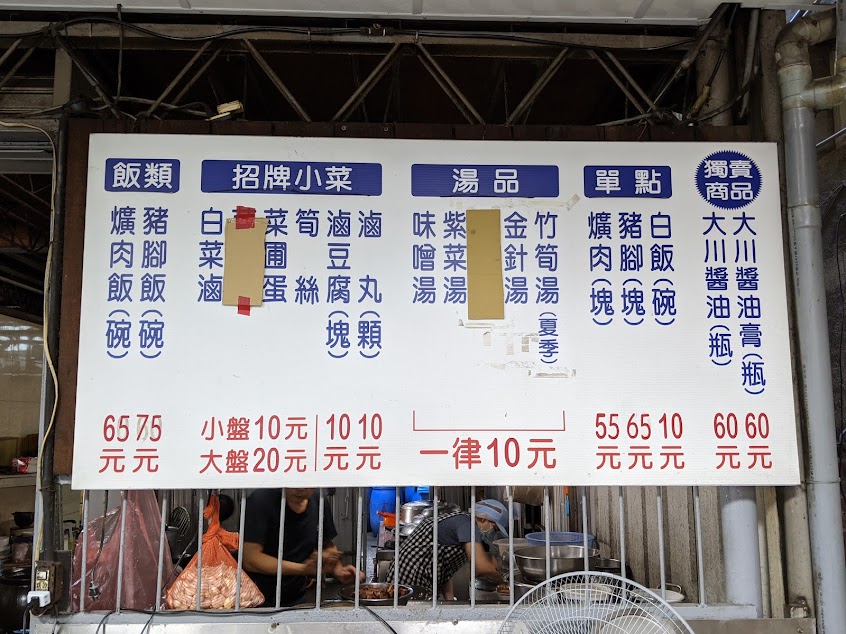 飯類
爌肉飯(碗)
豬腳飯(碗)
65元
75元
招牌小菜
白菜滷
菜圃蛋
筍絲
滷豆腐(塊)
滷丸(顆)
小盤10元
大盤20元
10元
10元
湯品
味噌湯
紫菜湯
金針湯
竹筍湯(夏季)
一律10元
單點
爌肉(塊)
豬腳(塊)
白飯(碗)
55元
65元
10元
獨賣
商品
大川醬油(瓶)
大川醬油膏(瓶)
60元
60元